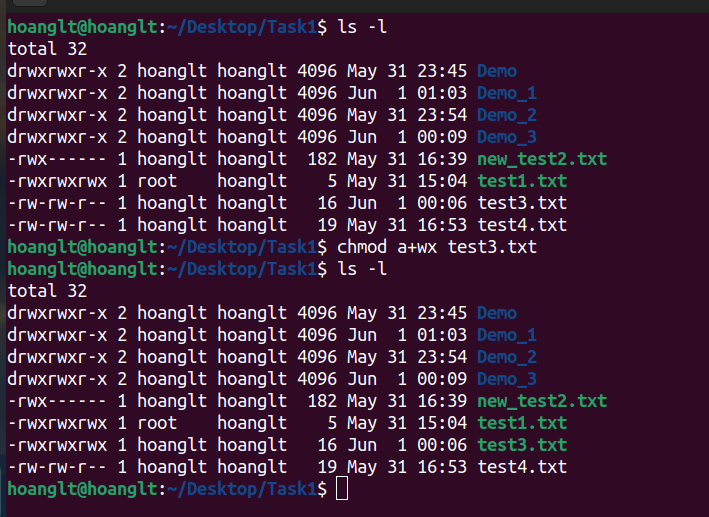 hoanglt@hoanglt:~/Desktop/Task1$ ls -l
total 32
drwxrwxr-x 2 hoanglt hoanglt 4096 May 31 23:45 Demo
drwxrwxr-x 2 hoanglt hoanglt 4096 Jun  1 01:03 Demo_1
drwxrwxr-x 2 hoanglt hoanglt 4096 May 31 23:54 Demo_2
drwxrwxr-x 2 hoanglt hoanglt 4096 Jun  1 00:09 Demo_3
-rwx------ 1 hoanglt hoanglt  182 May 31 16:39 new_test2.txt
-rwxrwxrwx 1 root    hoanglt    5 May 31 15:04 test1.txt
-rw-rw-r-- 1 hoanglt hoanglt   16 Jun  1 00:06 test3.txt
-rw-rw-r-- 1 hoanglt hoanglt   19 May 31 16:53 test4.txt
hoanglt@hoanglt:~/Desktop/Task1$ chmod a+wx test3.txt
hoanglt@hoanglt:~/Desktop/Task1$ ls -l
total 32
drwxrwxr-x 2 hoanglt hoanglt 4096 May 31 23:45 Demo
drwxrwxr-x 2 hoanglt hoanglt 4096 Jun  1 01:03 Demo_1
drwxrwxr-x 2 hoanglt hoanglt 4096 May 31 23:54 Demo_2
drwxrwxr-x 2 hoanglt hoanglt 4096 Jun  1 00:09 Demo_3
-rwx------ 1 hoanglt hoanglt  182 May 31 16:39 new_test2.txt
-rwxrwxrwx 1 root    hoanglt    5 May 31 15:04 test1.txt
-rwxrwxrwx 1 hoanglt hoanglt   16 Jun  1 00:06 test3.txt
-rw-rw-r-- 1 hoanglt hoanglt   19 May 31 16:53 test4.txt
hoanglt@hoanglt:~/Desktop/Task1$